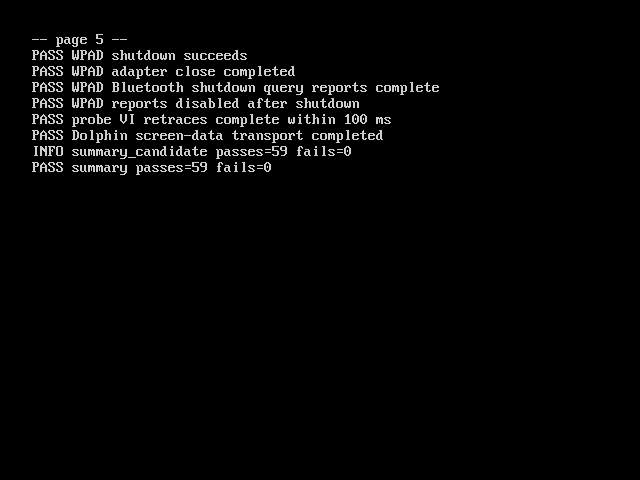 -- page 5 --
PASS WPAD shutdown succeeds
PASS WPAD adapter close completed
PASS WPAD Bluetooth shutdown query reports complete
PASS WPAD reports disabled after shutdown
PASS probe VI retraces complete within 100 ms
PASS Dolphin screen-data transport completed
INFO summary_candidate passes=59 fails=0
PASS summary passes=59 fails=0